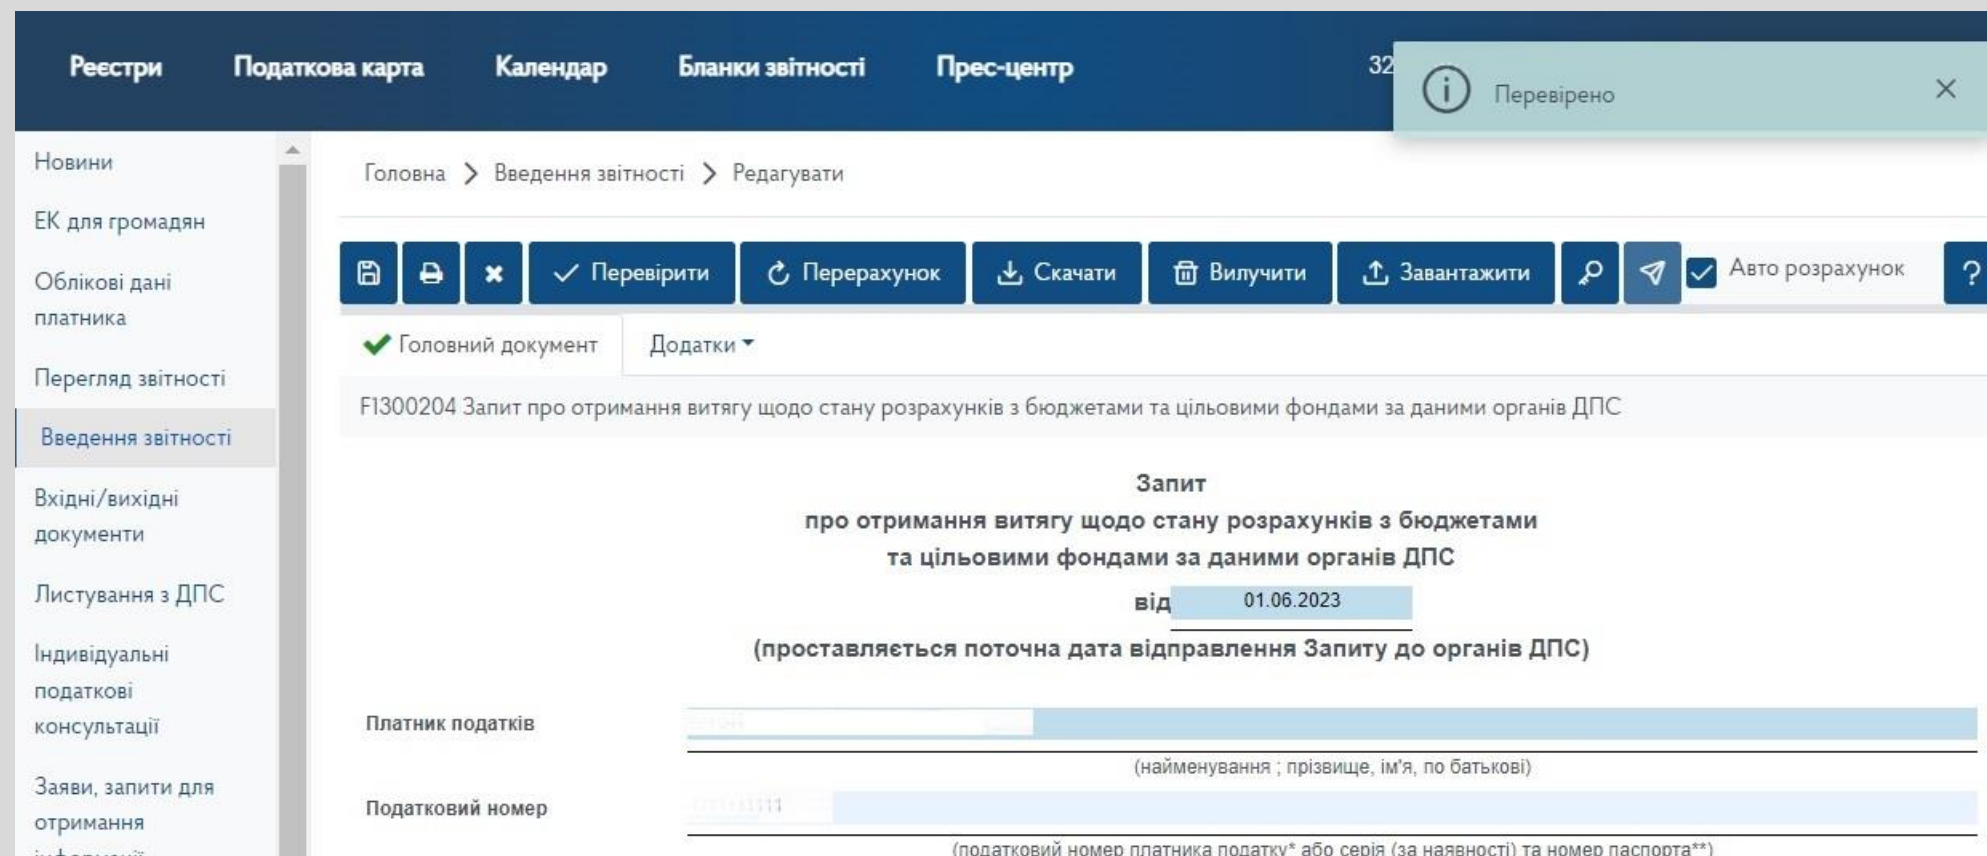 Реєстри Податкова карта Календар Бланки звітності Прес-центр 32
Перевірено
Новини
ЕК для громадян
Облікові дані
платника
Перегляд звітності
Введення звітності
Вхідні/вихідні
документи
Листування з ДПС
Індивідуальні
податкові
консультації
Заяви, запити для
отримання
Головна > Введення звітності > Редагувати
Перевірити Перерахунок Скачати Вилучити Завантажити Авто розрахунок ?
Головний документ Додатки
F1300204 Запит про отримання витягу щодо стану розрахунків з бюджетами та цільовими фондами за даними органів ДПС
Запит
про отримання витягу щодо стану розрахунків з бюджетами
та цільовими фондами за даними органів ДПС
від 01.06.2023
(проставляється поточна дата відправлення Запиту до органів ДПС)
Платник податків
(найменування ; прізвище, ім'я, по батькові)
Податковий номер
(податковий номер платника податку* або серія (за наявності) та номер паспорта**)